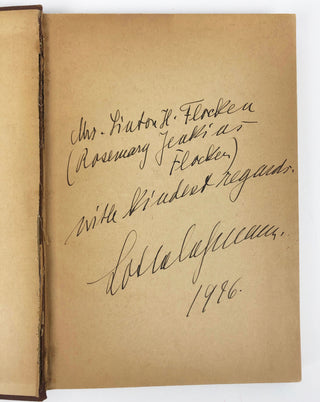 Mrs. Linton H. Flocken
(Rosemary Jenkins
Flocken)
with kindest regards.
Lotte Lehmann.
1946.